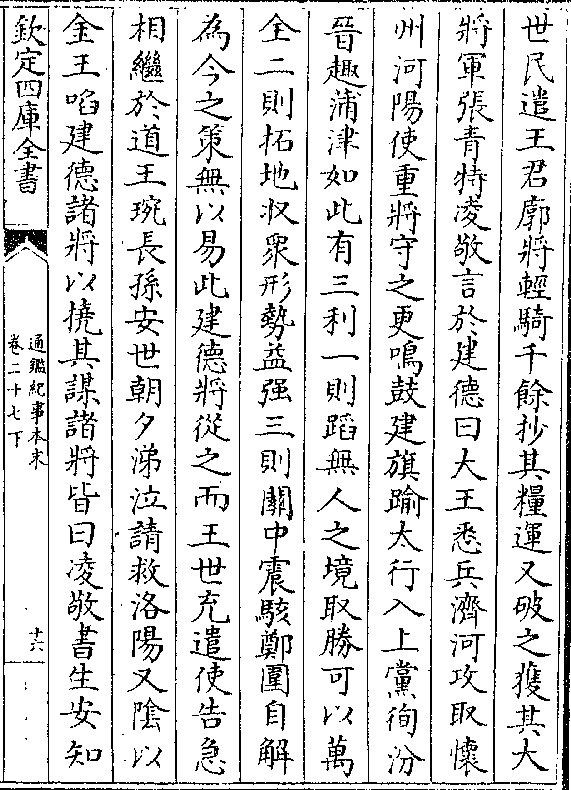 世民遣王君廓將輕騎千餘抄其糧運又破之獲其大
將軍張青特凌敬言於建德曰大王悉兵濟河攻取懷
州河陽使重將守之更鳴鼓建旗踰太行入上黨徇汾
晉趣蒲津如此有三利一則蹈無人之境取勝可以萬
全二則拓地收衆形勢益强三則關中震駭鄭圍自解
為今之策無以易此建德將從之而王世充遣使告急
相繼於道王琬長孫安世朝夕涕泣請救洛陽又隂以
金王啗建德諸將以撓其謀諸將皆曰凌敬書生安知
欽定四庫全書
通鑑紀事本末
卷二十七下
十六